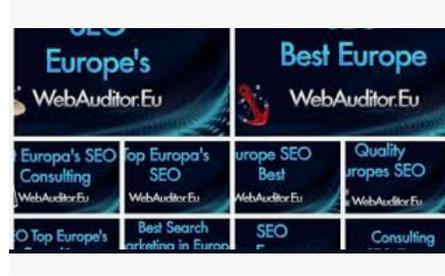 SEO
Europe's
WebAuditor.Eu
Best Europe
WebAuditor.Eu
Europa's SEO
Consulting
WebAuditor.Eu
Top Europa's
SEO
WebAuditor.Eu
urope SEO
Best
WebAuditor.Eu
Quality
uropes SEO
WebAuditor.Eu
O Top Europe's
Best Search
arketing in Europ
SEO
Consulting